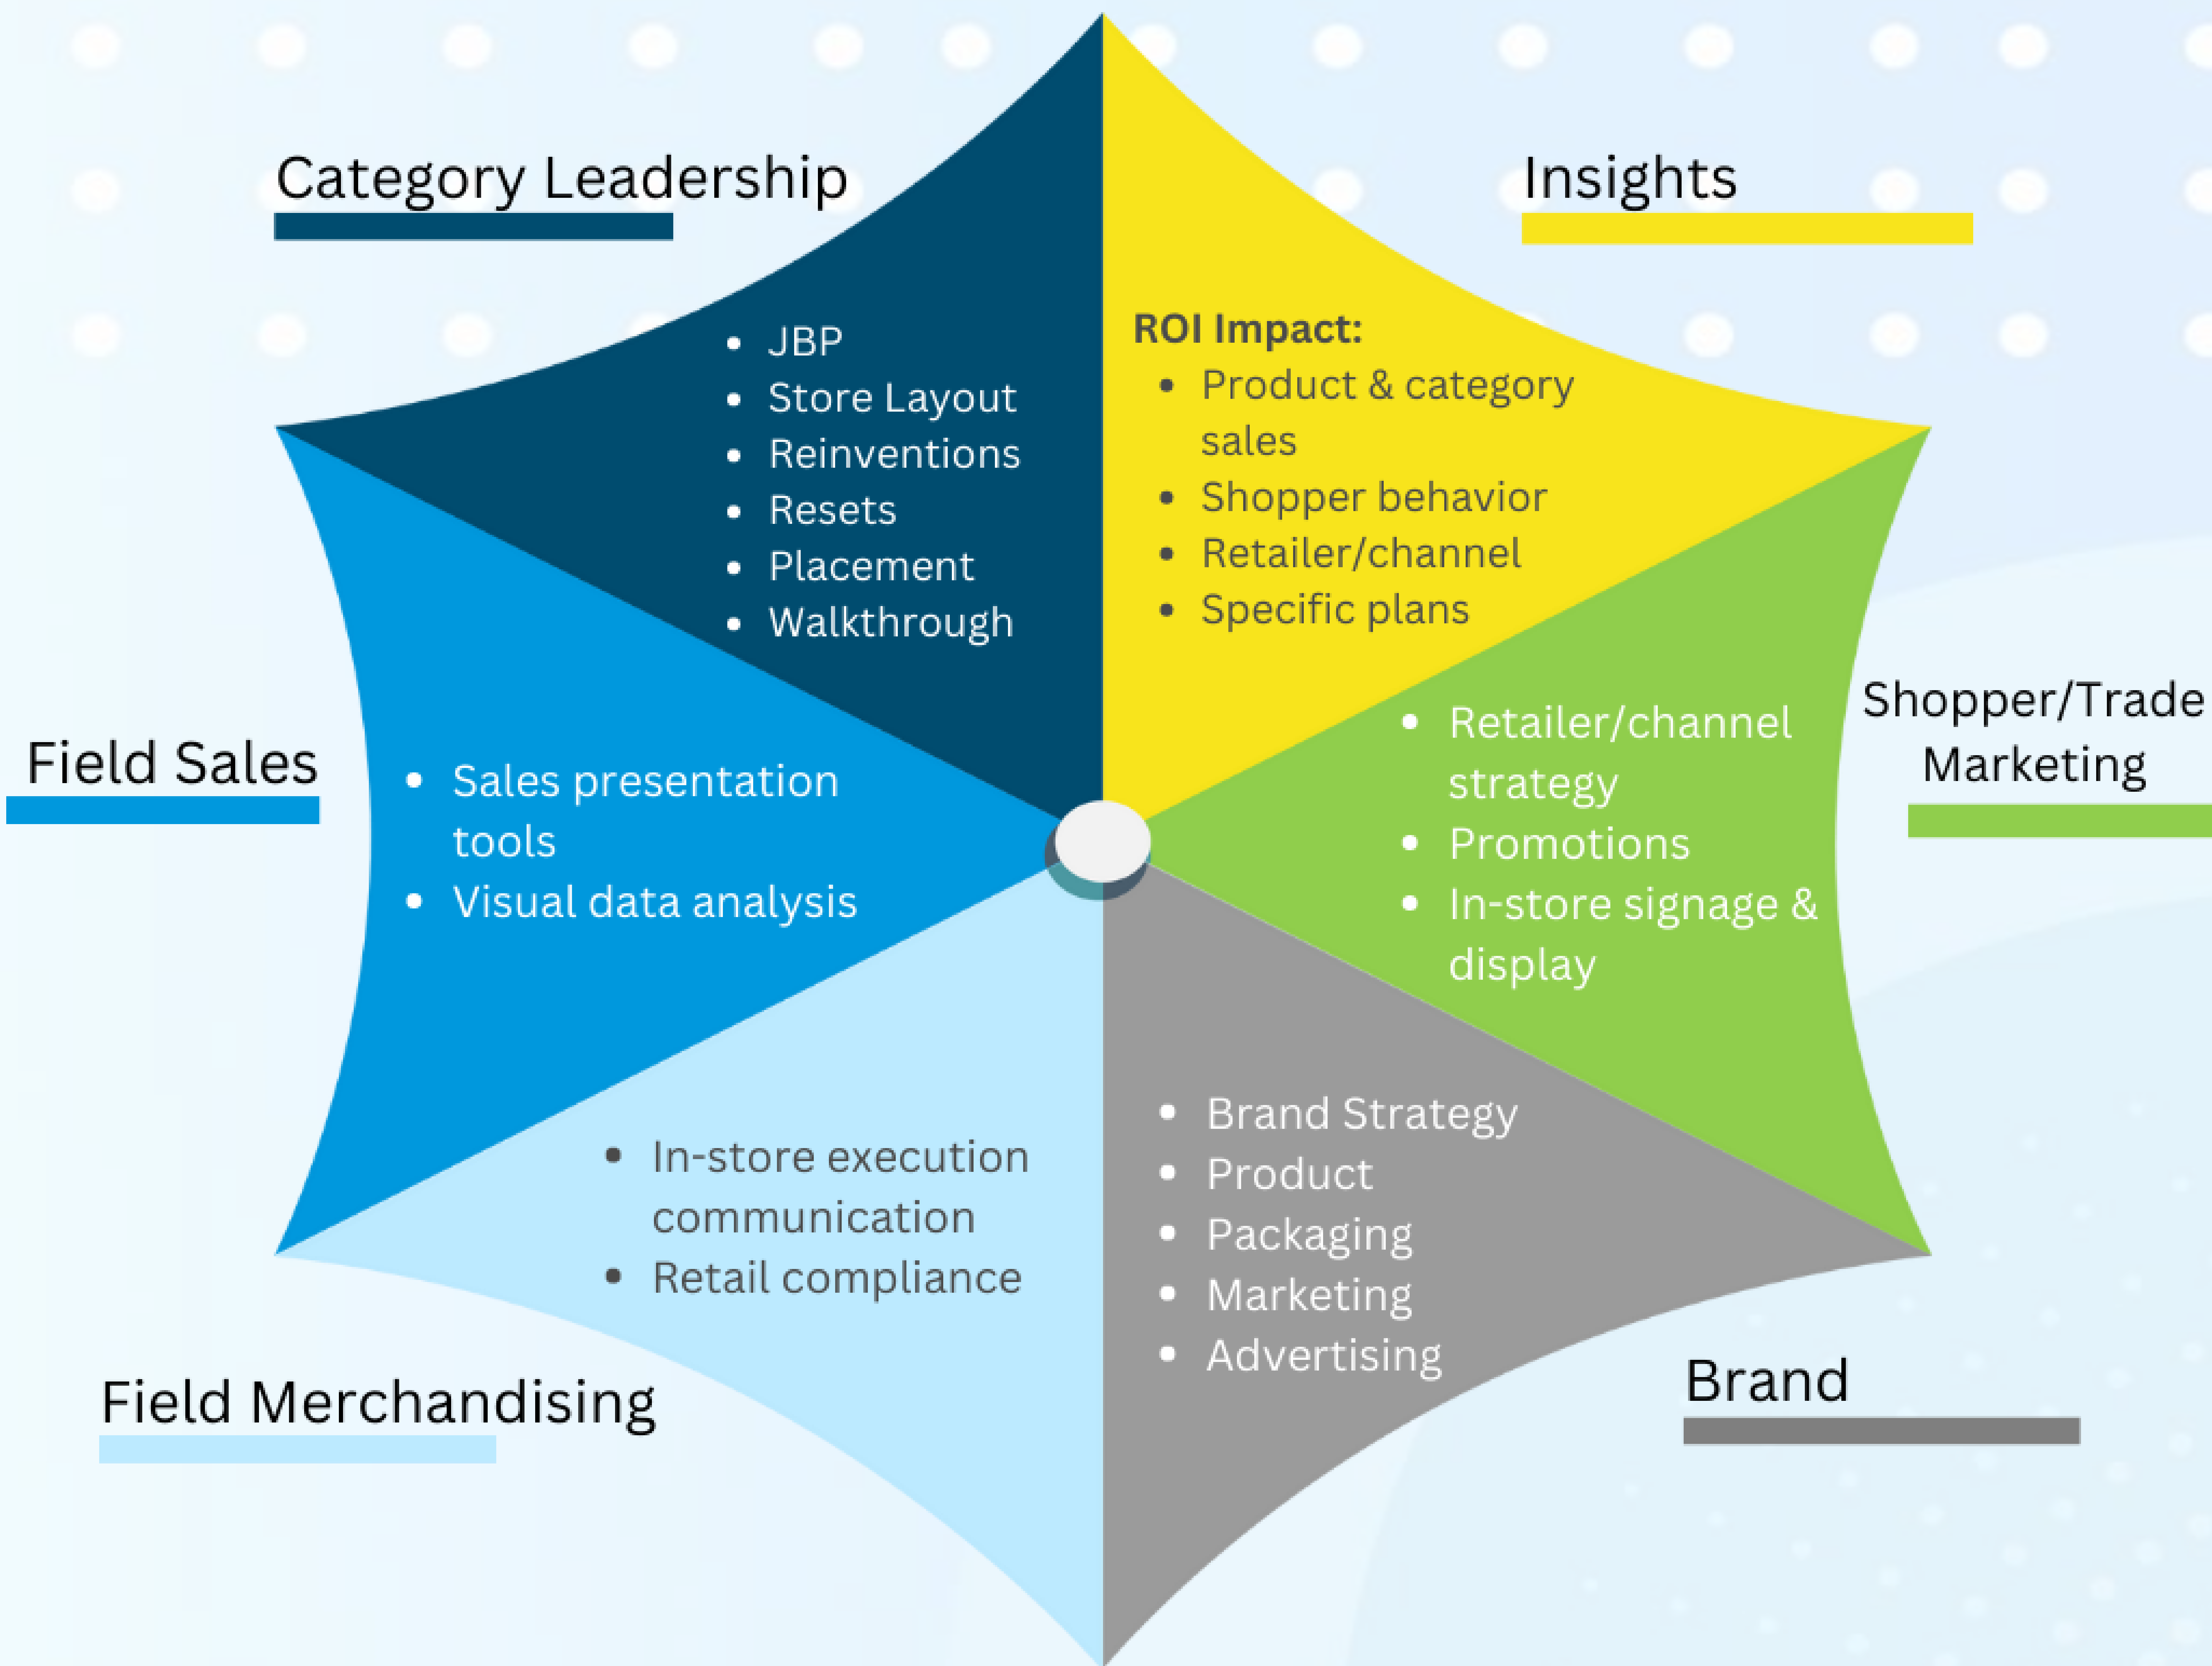 Category Leadership
• JBP
• Store Layout
• Reinventions
• Resets
• Placement
• Walkthrough
Insights
ROI Impact:
• Product & category
sales
• Shopper behavior
• Retailer/channel
• Specific plans
Shopper/Trade
Marketing
• Retailer/channel
strategy
• Promotions
• In-store signage &
display
Field Sales
• Sales presentation
tools
• Visual data analysis
Field Merchandising
• In-store execution
communication
• Retail compliance
Brand
• Brand Strategy
• Product
• Packaging
• Marketing
• Advertising